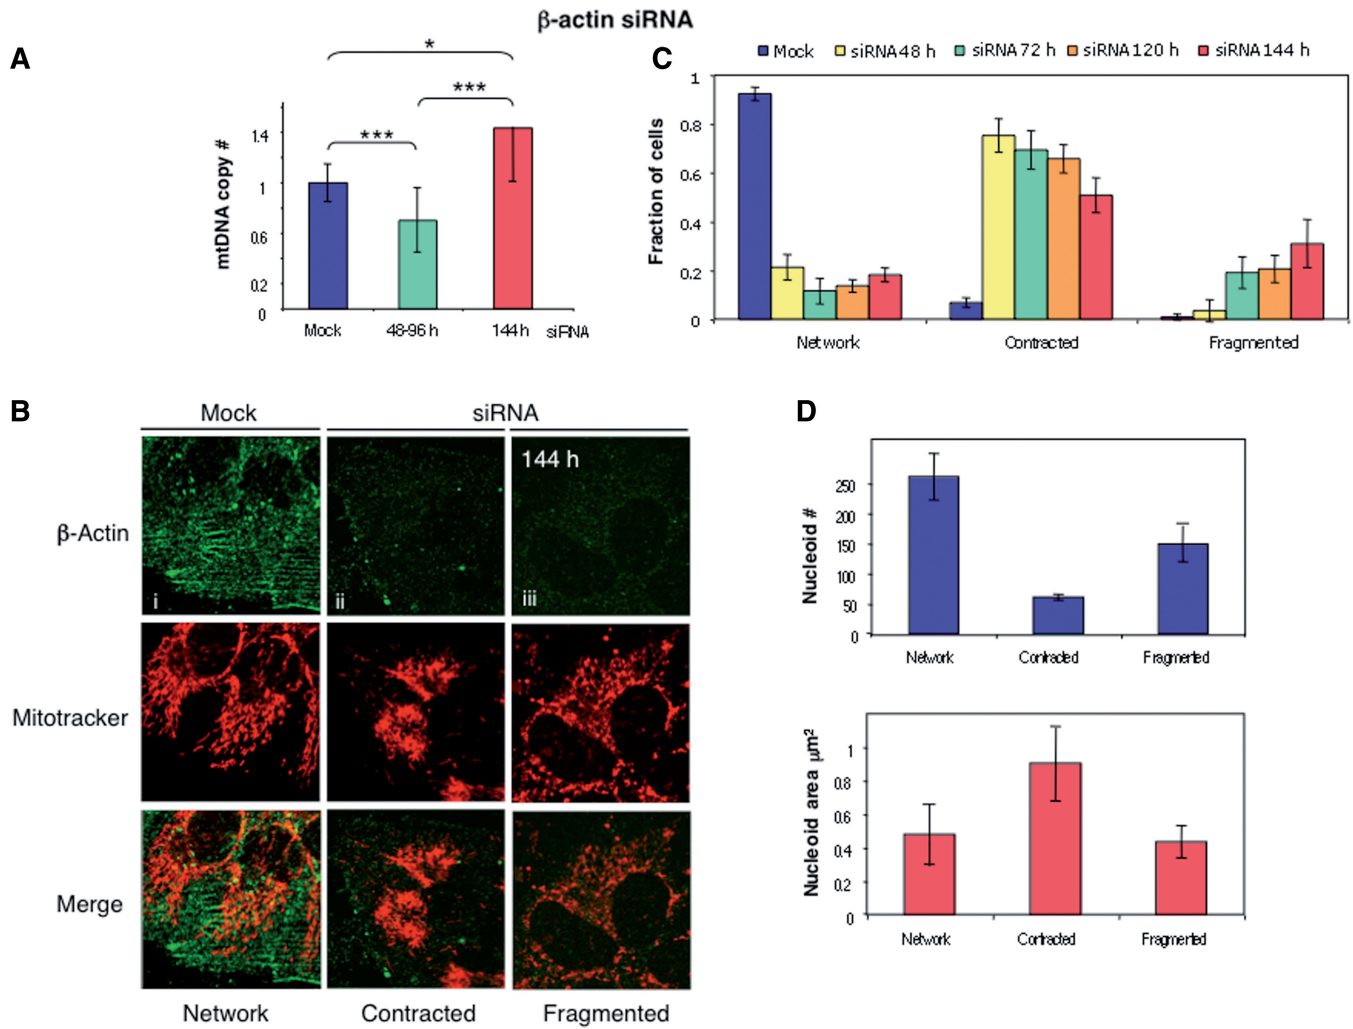 β-actin siRNA
A
*
***
***
mtDNA copy #
1.4
1
0.6
0.2
0
Mock 48-96 h 144 h siRNA
C
Mock siRNA 48 h siRNA 72 h siRNA 120 h siRNA 144 h
Fraction of cells
1
0.8
0.6
0.4
0.2
0
Network Contracted Fragmented
B
Mock siRNA
144 h
β-Actin
i ii iii
Mitotracker
Merge
Network Contracted Fragmented
D
Nucleoid #
250
200
150
100
50
0
Network Contracted Fragmented
Nucleoid area µm²
1
0.8
0.6
0.4
0.2
0
Network Contracted Fragmented